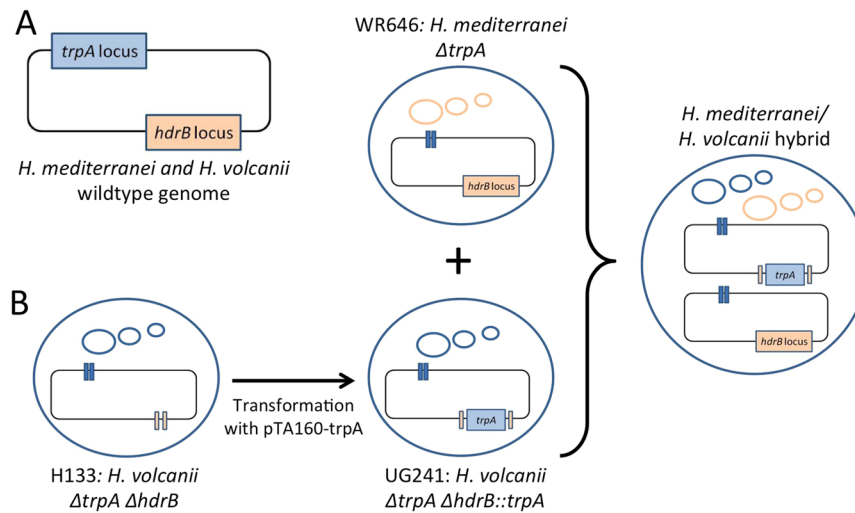 A
trpA locus
hdrB locus
H. mediterranei and H. volcanii
wildtype genome
WR646: H. mediterranei
ΔtrpA
hdrB locus
+
B
H133: H. volcanii
ΔtrpA ΔhdrB
Transformation
with pTA160-trpA
trpA
UG241: H. volcanii
ΔtrpA ΔhdrB::trpA
H. mediterranei/
H. volcanii hybrid
trpA
hdrB locus